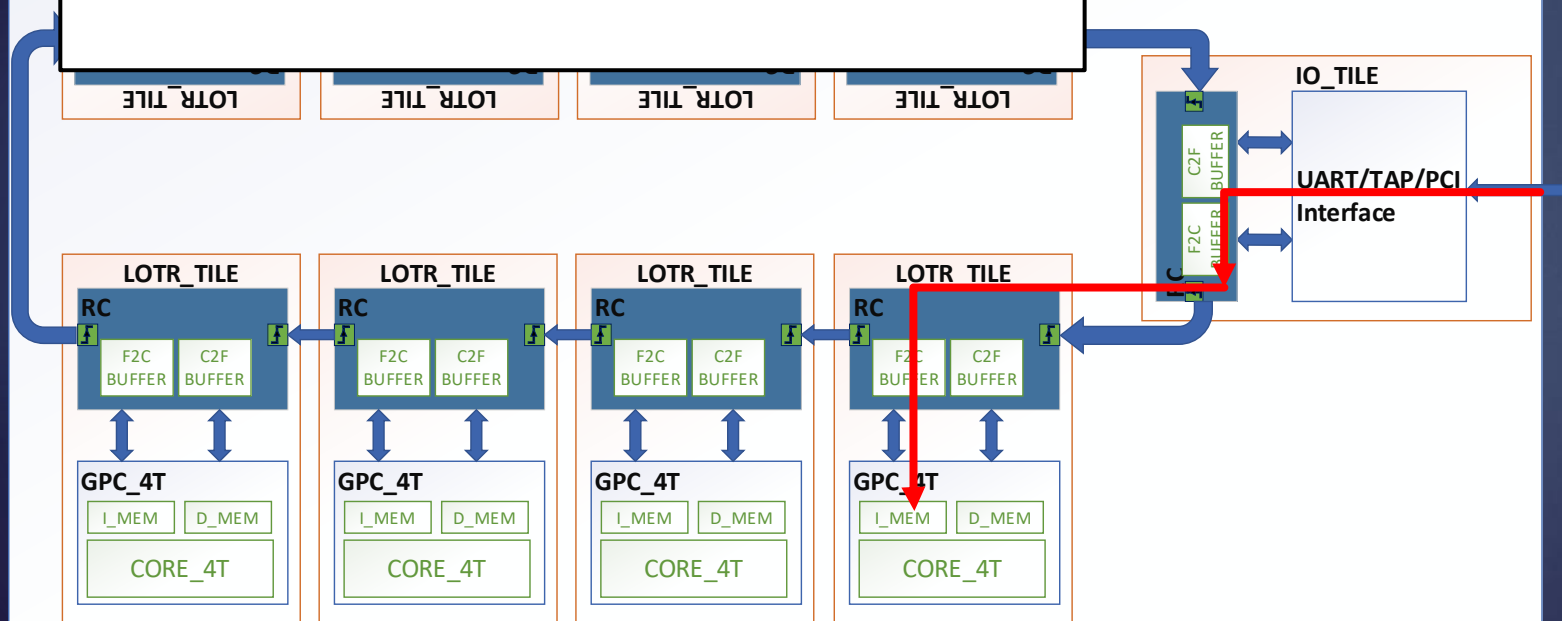 LOTR_TILE
LOTR_TILE
LOTR_TILE
LOTR_TILE
IO_TILE
C2F
BUFFER
F2C
BUFFER
RC
UART/TAP/PCI
Interface
LOTR_TILE
RC
F2C
BUFFER
C2F
BUFFER
GPC_4T
I_MEM
D_MEM
CORE_4T
LOTR_TILE
RC
F2C
BUFFER
C2F
BUFFER
GPC_4T
I_MEM
D_MEM
CORE_4T
LOTR_TILE
RC
F2C
BUFFER
C2F
BUFFER
GPC_4T
I_MEM
D_MEM
CORE_4T
LOTR_TILE
RC
F2C
BUFFER
C2F
BUFFER
GPC_4T
I_MEM
D_MEM
CORE_4T